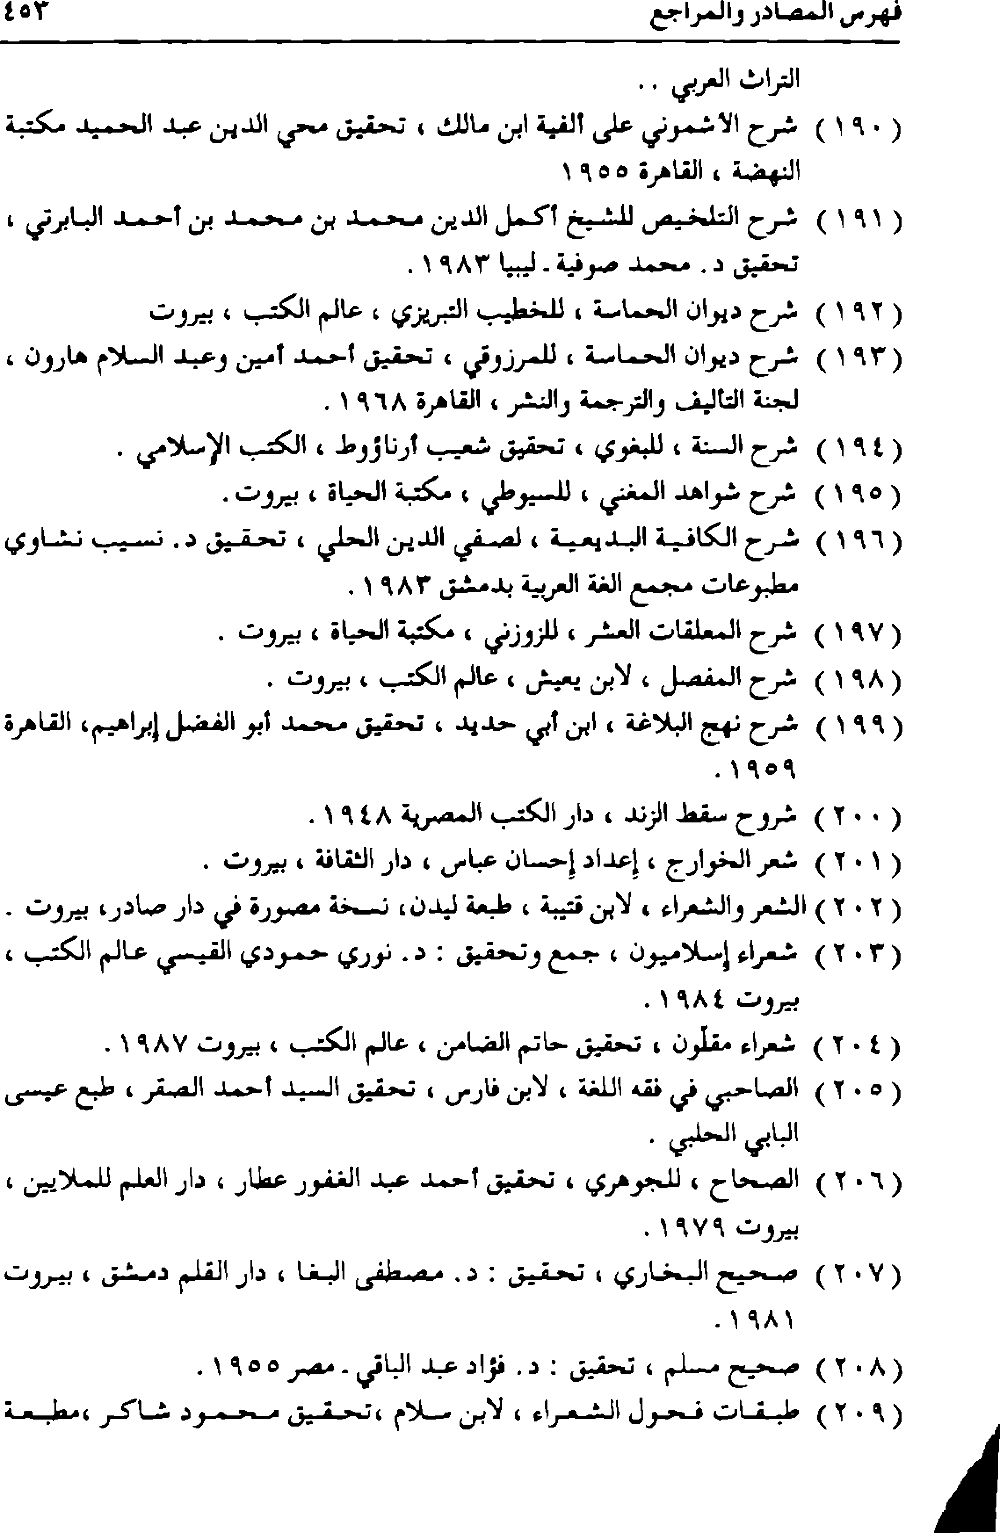 فهرس المصادر والمراجع ٤٥٣
التراث العربي ..
( ١٩٠ ) شرح الأشموني على ألفية ابن مالك ، تحقيق محي الدين عبد الحميد مكتبة
النهضة ، القاهرة ١٩٥٥
( ١٩١ ) شرح التلخيص للشيخ أكمل الدين محمد بن محمد بن أحمد البابرتي ،
تحقيق د. محمد صوفية ـ ليبيا ١٩٨٣ .
( ١٩٢ ) شرح ديوان الحماسة ، للخطيب التبريزي ، عالم الكتب ، بيروت
( ١٩٣ ) شرح ديوان الحماسة ، للمرزوقي ، تحقيق أحمد أمين وعبد السلام هارون ،
لجنة التأليف والترجمة والنشر ، القاهرة ١٩٦٨ .
( ١٩٤ ) شرح السنة ، للبغوي ، تحقيق شعيب أرناؤوط ، الكتب الإسلامي .
( ١٩٥ ) شرح شواهد المغني ، للسيوطي ، مكتبة الحياة ، بيروت .
( ١٩٦ ) شرح الكافية البديعية ، لصفي الدين الحلي ، تحقيق د. نسيب نشاوي
مطبوعات مجمع الغة العربية بدمشق ١٩٨٣ .
( ١٩٧ ) شرح المعلقات العشر ، للزوزني ، مكتبة الحياة ، بيروت .
( ١٩٨ ) شرح المفصل ، لابن يعيش ، عالم الكتب ، بيروت .
( ١٩٩ ) شرح نهج البلاغة ، ابن أبي حديد ، تحقيق محمد أبو الفضل إبراهيم، القاهرة
١٩٥٩ .
( ٢٠٠ ) شروح سقط الزند ، دار الكتب المصرية ١٩٤٨ .
( ٢٠١ ) شعر الخوارج ، إعداد إحسان عباس ، دار الثقافة ، بيروت .
( ٢٠٢ ) الشعر والشعراء ، لابن قتيبة ، طبعة ليدن، نسخة مصورة في دار صادر، بيروت .
( ٢٠٣ ) شعراء إسلاميون ، جمع وتحقيق : د. نوري حمودي القيسي عالم الكتب ،
بيروت ١٩٨٤ .
( ٢٠٤ ) شعراء مقلّون ، تحقيق حاتم الضامن ، عالم الكتب ، بيروت ١٩٨٧ .
( ٢٠٥ ) الصاحبي في فقه اللغة ، لابن فارس ، تحقيق السيد أحمد الصقر ، طبع عيسى
البابي الحلبي .
( ٢٠٦ ) الصحاح ، للجوهري ، تحقيق أحمد عبد الغفور عطار ، دار العلم للملايين ،
بيروت ١٩٧٩ .
( ٢٠٧ ) صحيح البخاري ، تحقيق : د. مصطفى البغا ، دار القلم دمشق ، بيروت
١٩٨١ .
( ٢٠٨ ) صحيح مسلم ، تحقيق : د. فؤاد عبد الباقي ـ مصر ١٩٥٥ .
( ٢٠٩ ) طبقات فحول الشعراء ، لابن سلام ،تحقيق محمود شاكر ،مطبعة